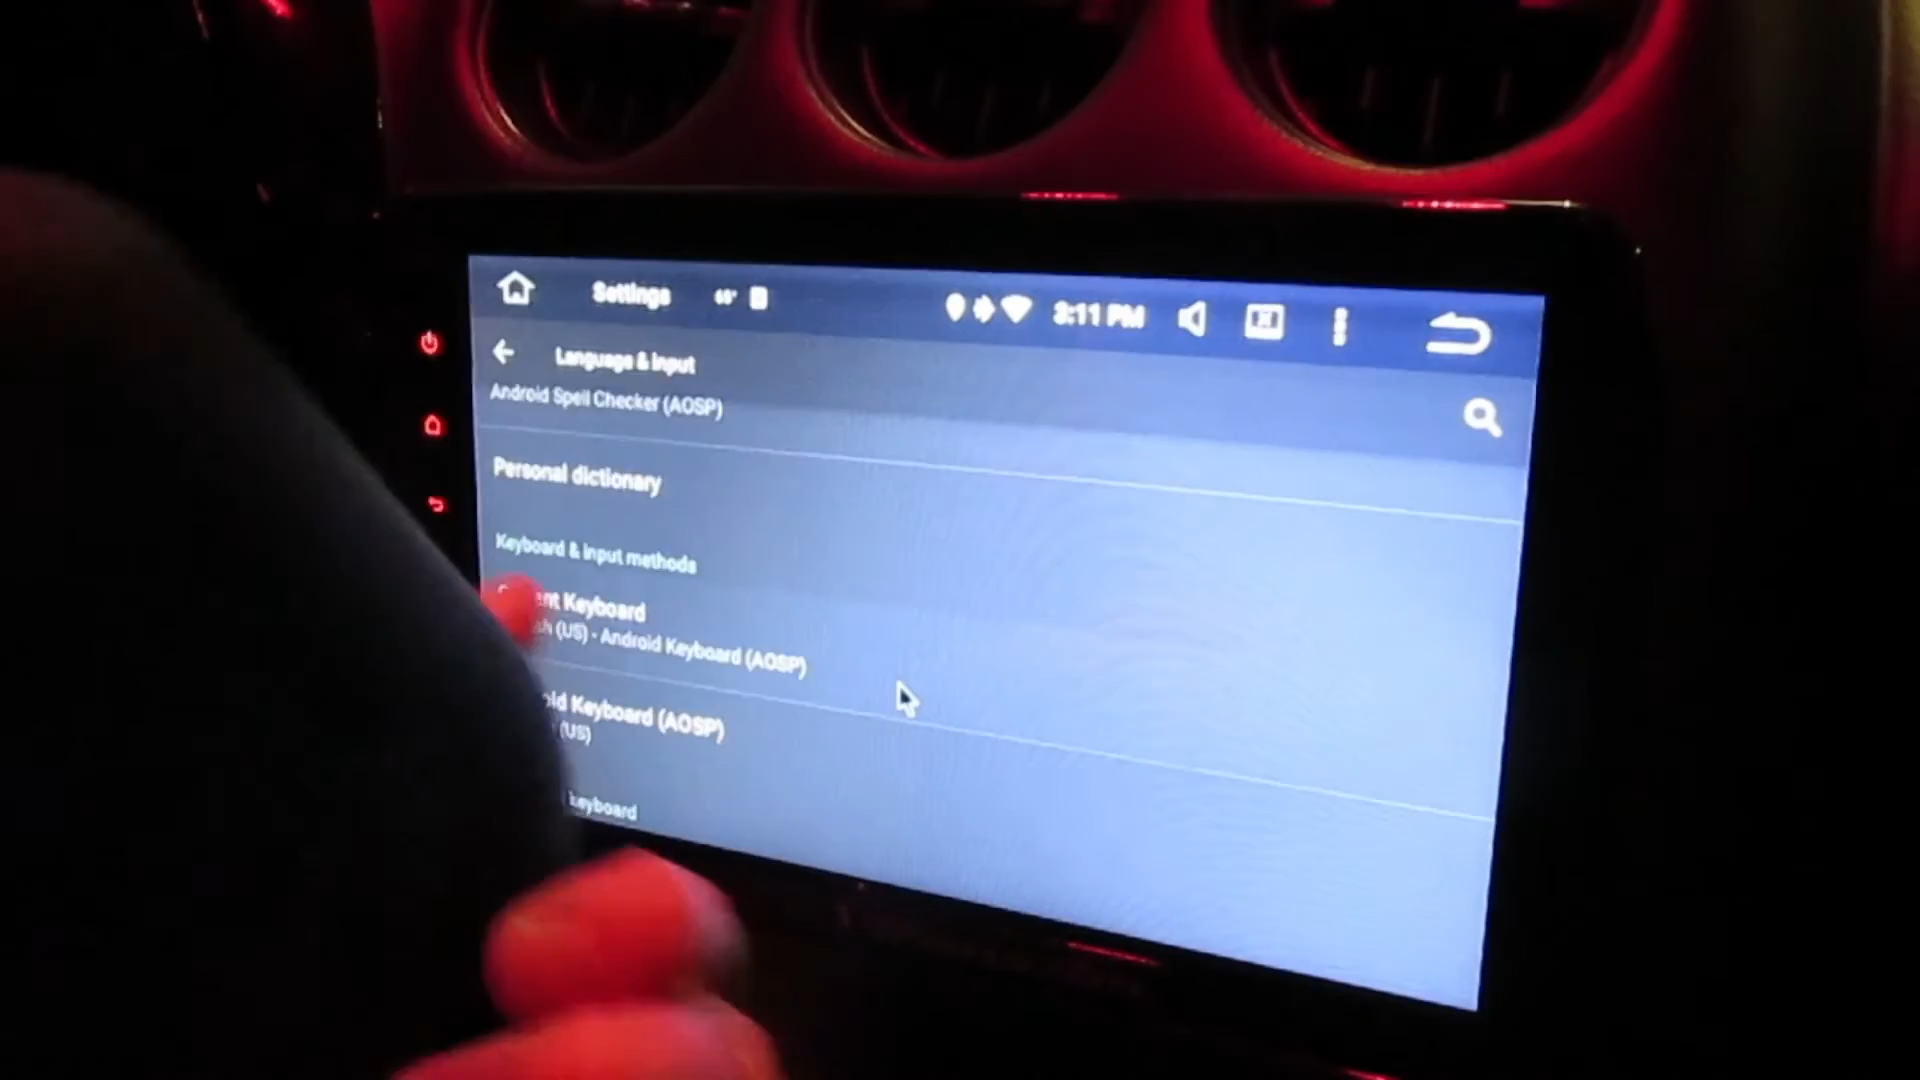 Settings
68°
3:11 PM
Language & input
Android Spell Checker (AOSP)
Personal dictionary
Keyboard & input methods
Keyboard
(US) - Android Keyboard (AOSP)
Keyboard (AOSP)
(US)
keyboard